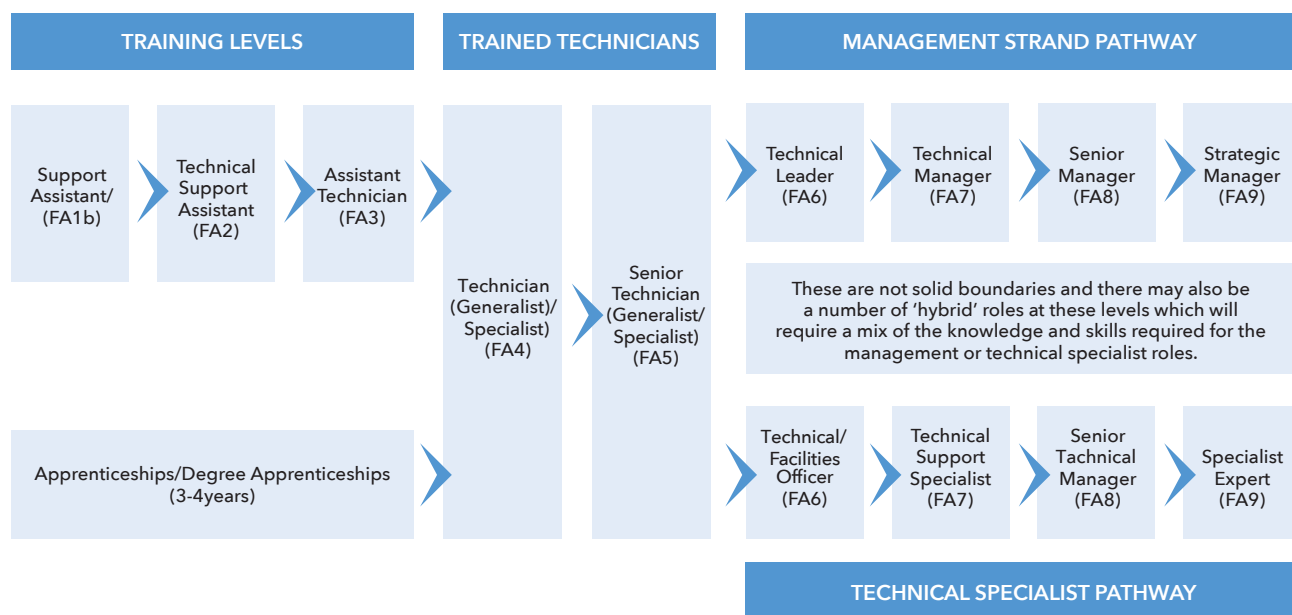 TRAINING LEVELS
TRAINED TECHNICIANS
MANAGEMENT STRAND PATHWAY
Support
Assistant/
(FA1b)
Technical
Support
Assistant
(FA2)
Assistant
Technician
(FA3)
Apprenticeships/Degree Apprenticeships
(3-4years)
Technician
(Generalist)/
Specialist)
(FA4)
Senior
Technician
(Generalist/
Specialist)
(FA5)
Technical
Leader
(FA6)
Technical
Manager
(FA7)
Senior
Manager
(FA8)
Strategic
Manager
(FA9)
These are not solid boundaries and there may also be
a number of ‘hybrid’ roles at these levels which will
require a mix of the knowledge and skills required for the
management or technical specialist roles.
Technical/
Facilities
Officer
(FA6)
Technical
Support
Specialist
(FA7)
Senior
Tachnical
Manager
(FA8)
Specialist
Expert
(FA9)
TECHNICAL SPECIALIST PATHWAY